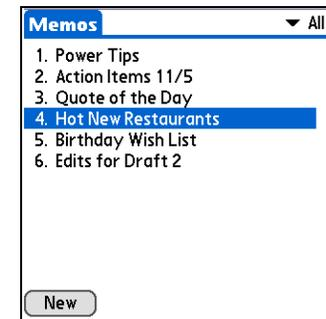 Memos All
1. Power Tips
2. Action Items 11/5
3. Quote of the Day
4. Hot New Restaurants
5. Birthday Wish List
6. Edits for Draft 2
New